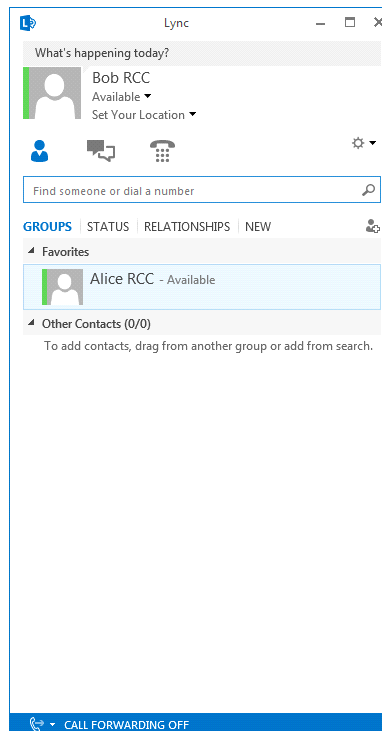 Lync
What's happening today?
Bob RCC
Available
Set Your Location
Find someone or dial a number
GROUPS STATUS RELATIONSHIPS NEW
Favorites
Alice RCC - Available
Other Contacts (0/0)
To add contacts, drag from another group or add from search.
CALL FORWARDING OFF